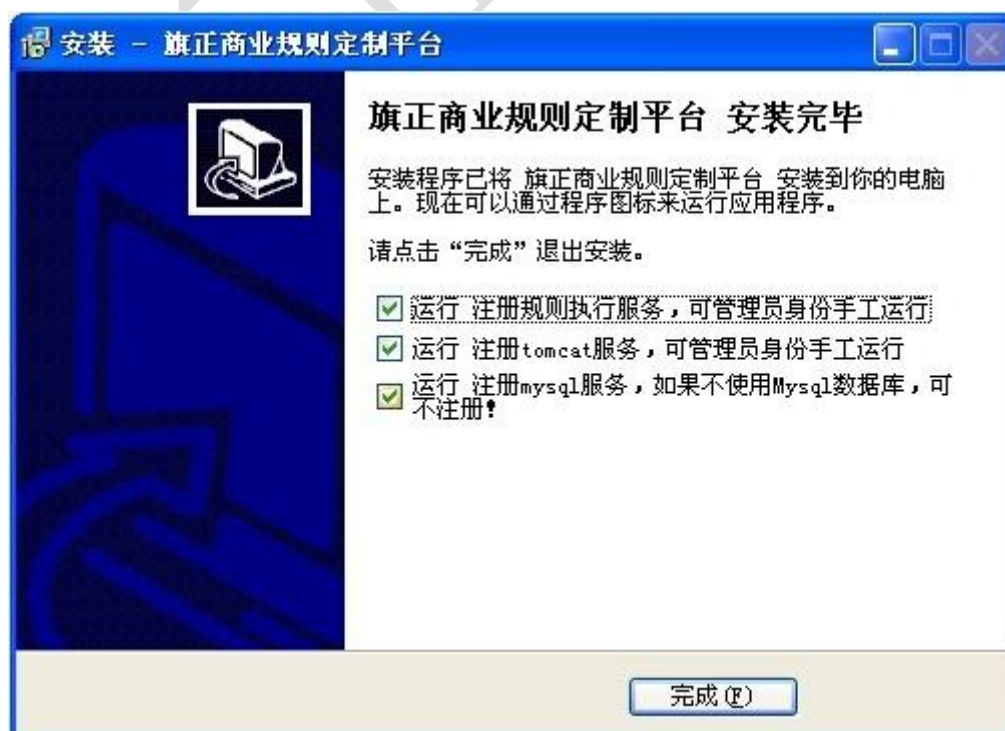 安装 - 旗正商业规则定制平台
旗正商业规则定制平台 安装完毕
安装程序已将 旗正商业规则定制平台 安装到你的电脑
上。现在可以通过程序图标来运行应用程序。
请点击“完成”退出安装。
运行 注册规则执行服务，可管理员身份手工运行
运行 注册tomcat服务，可管理员身份手工运行
运行 注册mysql服务，如果不使用Mysql数据库，可
不注册！
完成(F)